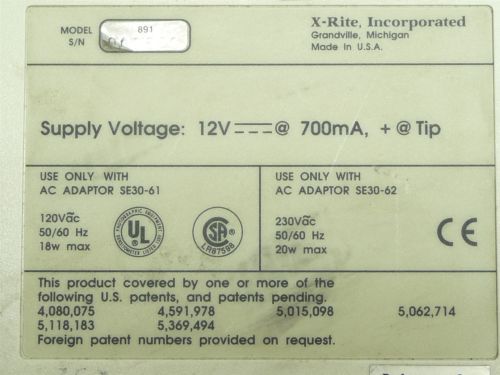 MODEL 891
S/N
X-Rite, Incorporated
Grandville, Michigan
Made in U.S.A.
Supply Voltage: 12V @ 700mA, + @ Tip
USE ONLY WITH
AC ADAPTOR SE30-61
120Vac
50/60 Hz
18w max
UL
SA
LR87598
USE ONLY WITH
AC ADAPTOR SE30-62
230Vac
50/60 Hz
20w max
CE
This product covered by one or more of the
following U.S. patents, and patents pending.
4,080,075 4,591,978 5,015,098 5,062,714
5,118,183 5,369,494
Foreign patent numbers provided on request.